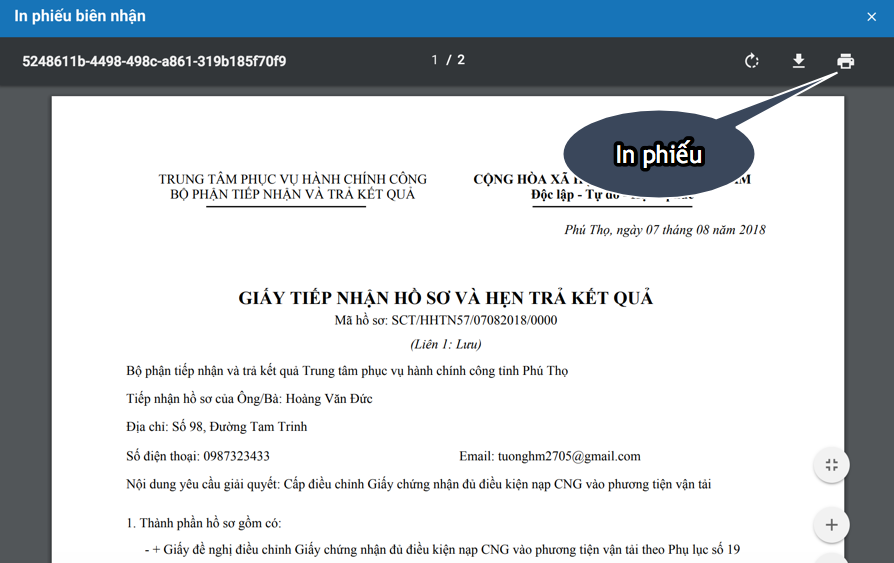 In phiếu biên nhận
5248611b-4498-498c-a861-319b185f70f9
1 / 2
In phiếu
TRUNG TÂM PHỤC VỤ HÀNH CHÍNH CÔNG
BỘ PHẬN TIẾP NHẬN VÀ TRẢ KẾT QUẢ
CỘNG HÒA XÃ
Độc lập - Tự do -
Phú Thọ, ngày 07 tháng 08 năm 2018
GIẤY TIẾP NHẬN HỒ SƠ VÀ HẸN TRẢ KẾT QUẢ
Mã hồ sơ: SCT/HHTN57/07082018/0000
(Liên 1: Lưu)
Bộ phận tiếp nhận và trả kết quả Trung tâm phục vụ hành chính công tỉnh Phú Thọ
Tiếp nhận hồ sơ của Ông/Bà: Hoàng Văn Đức
Địa chỉ: Số 98, Đường Tam Trinh
Số điện thoại: 0987323433 Email: tuonghm2705@gmail.com
Nội dung yêu cầu giải quyết: Cấp điều chỉnh Giấy chứng nhận đủ điều kiện nạp CNG vào phương tiện vận tải
1. Thành phần hồ sơ gồm có:
- + Giấy đề nghị điều chỉnh Giấy chứng nhận đủ điều kiện nạp CNG vào phương tiện vận tải theo Phụ lục số 19